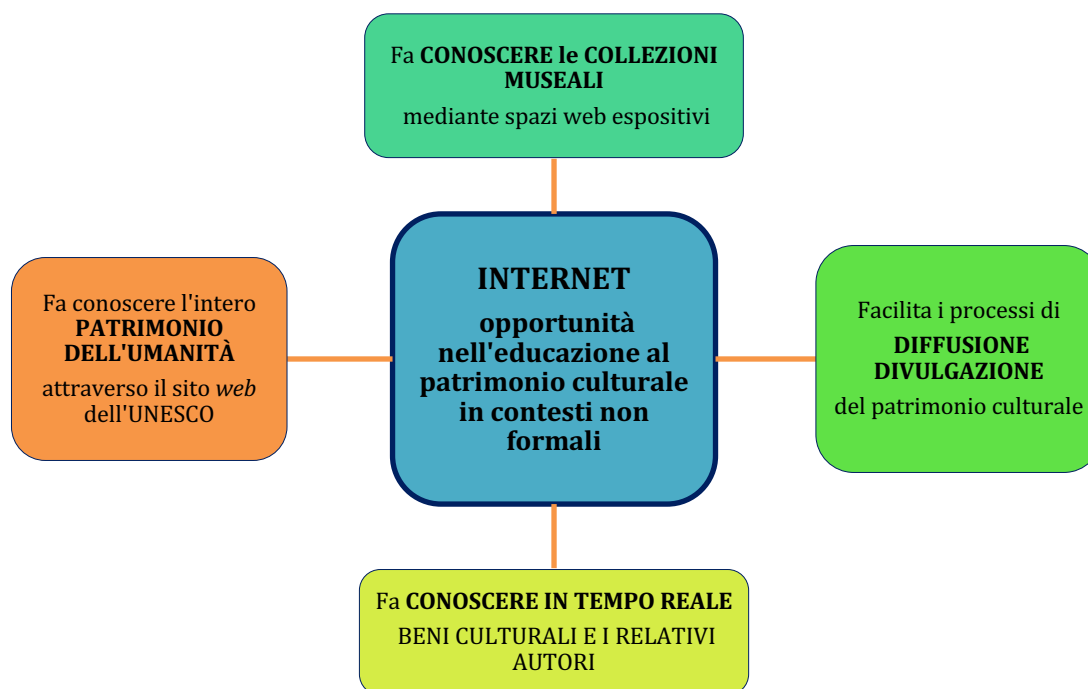 Fa CONOSCERE le COLLEZIONI
MUSEALI
mediante spazi web espositivi
INTERNET
opportunità
nell'educazione al
patrimonio culturale
in contesti non
formali
Fa conoscere l'intero
PATRIMONIO
DELL'UMANITÀ
attraverso il sito web
dell'UNESCO
Facilita i processi di
DIFFUSIONE
DIVULGAZIONE
del patrimonio culturale
Fa CONOSCERE IN TEMPO REALE
BENI CULTURALI E I RELATIVI
AUTORI